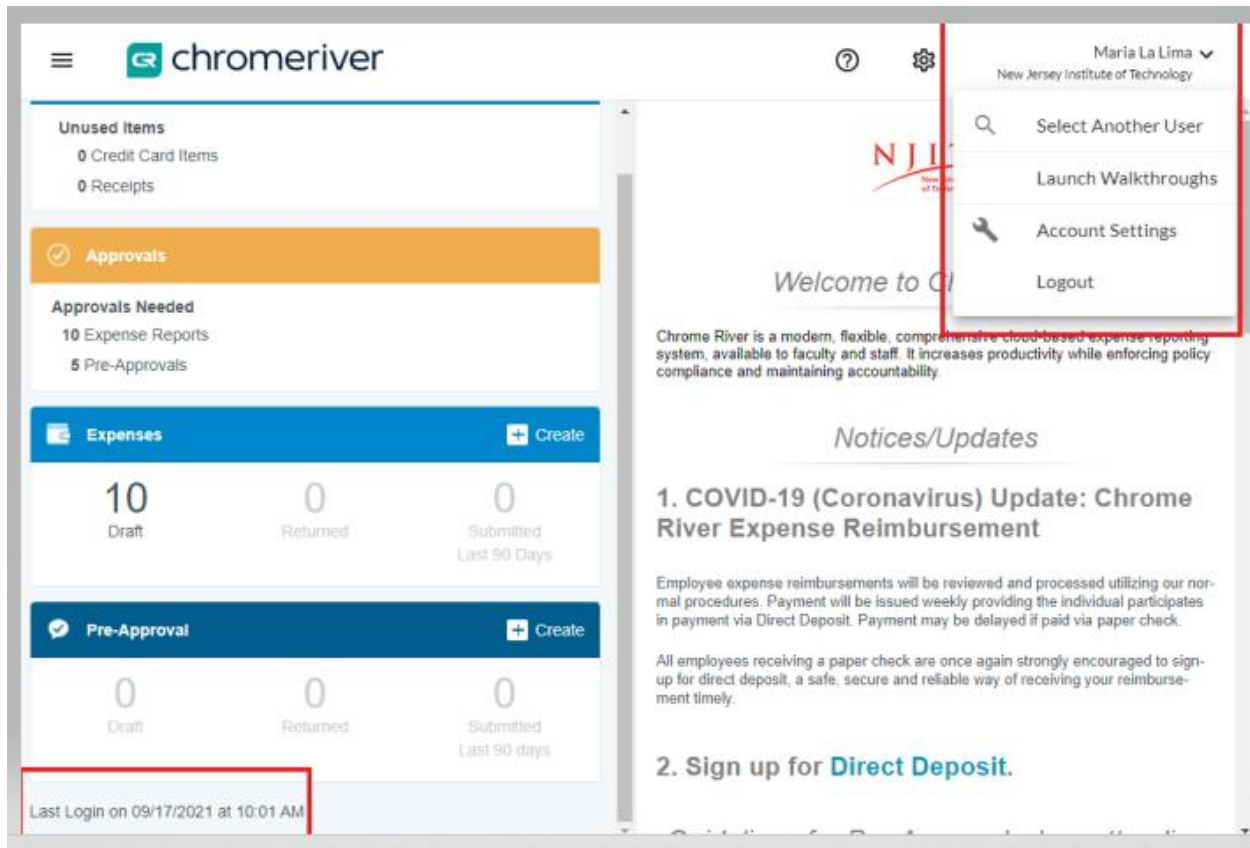 CR chromeriver
Maria La Lima
New Jersey Institute of Technology
Select Another User
Launch Walkthroughs
Account Settings
Logout
Unused Items
0 Credit Card Items
0 Receipts
Approvals
Approvals Needed
10 Expense Reports
5 Pre-Approvals
Expenses
+ Create
10 0 0
Draft Returned Submitted
Last 90 Days
Pre-Approval
+ Create
0 0 0
Draft Returned Submitted
Last 90 days
Last Login on 09/17/2021 at 10:01 AM
NJI
Welcome to
Chrome River is a modern, flexible, comprehensive cloud-based expense reporting
system, available to faculty and staff. It increases productivity while enforcing policy
compliance and maintaining accountability.
Notices/Updates
1. COVID-19 (Coronavirus) Update: Chrome
River Expense Reimbursement
Employee expense reimbursements will be reviewed and processed utilizing our nor-
mal procedures. Payment will be issued weekly providing the individual participates
in payment via Direct Deposit. Payment may be delayed if paid via paper check.
All employees receiving a paper check are once again strongly encouraged to sign-
up for direct deposit, a safe, secure and reliable way of receiving your reimburse-
ment timely.
2. Sign up for Direct Deposit.